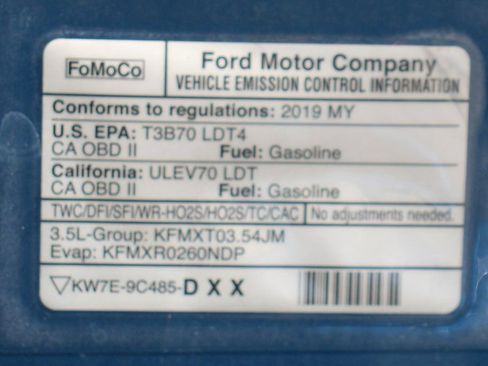 FoMoCo
Ford Motor Company
VEHICLE EMISSION CONTROL INFORMATION
Conforms to regulations: 2019 MY
U.S. EPA: T3B70 LDT4
CA OBD II Fuel: Gasoline
California: ULEV70 LDT
CA OBD II Fuel: Gasoline
TWC/DFI/SFI/WR-HO2S/HO2S/TC/CAC No adjustments needed.
3.5L-Group: KFMXT03.54JM
Evap: KFMXR0260NDP
▽KW7E-9C485-DXX